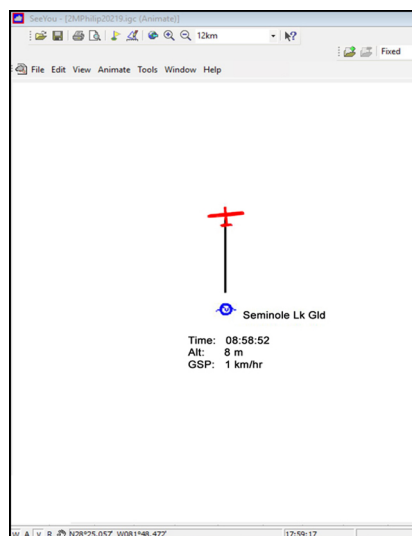 SeeYou - [2MPhilip20219.igc (Animate)]
12km
Fixed
File Edit View Animate Tools Window Help
Seminole Lk Gld
Time: 08:58:52
Alt: 8 m
GSP: 1 km/hr
W A V R N28°25.057' W081°48.477' 17:59:17